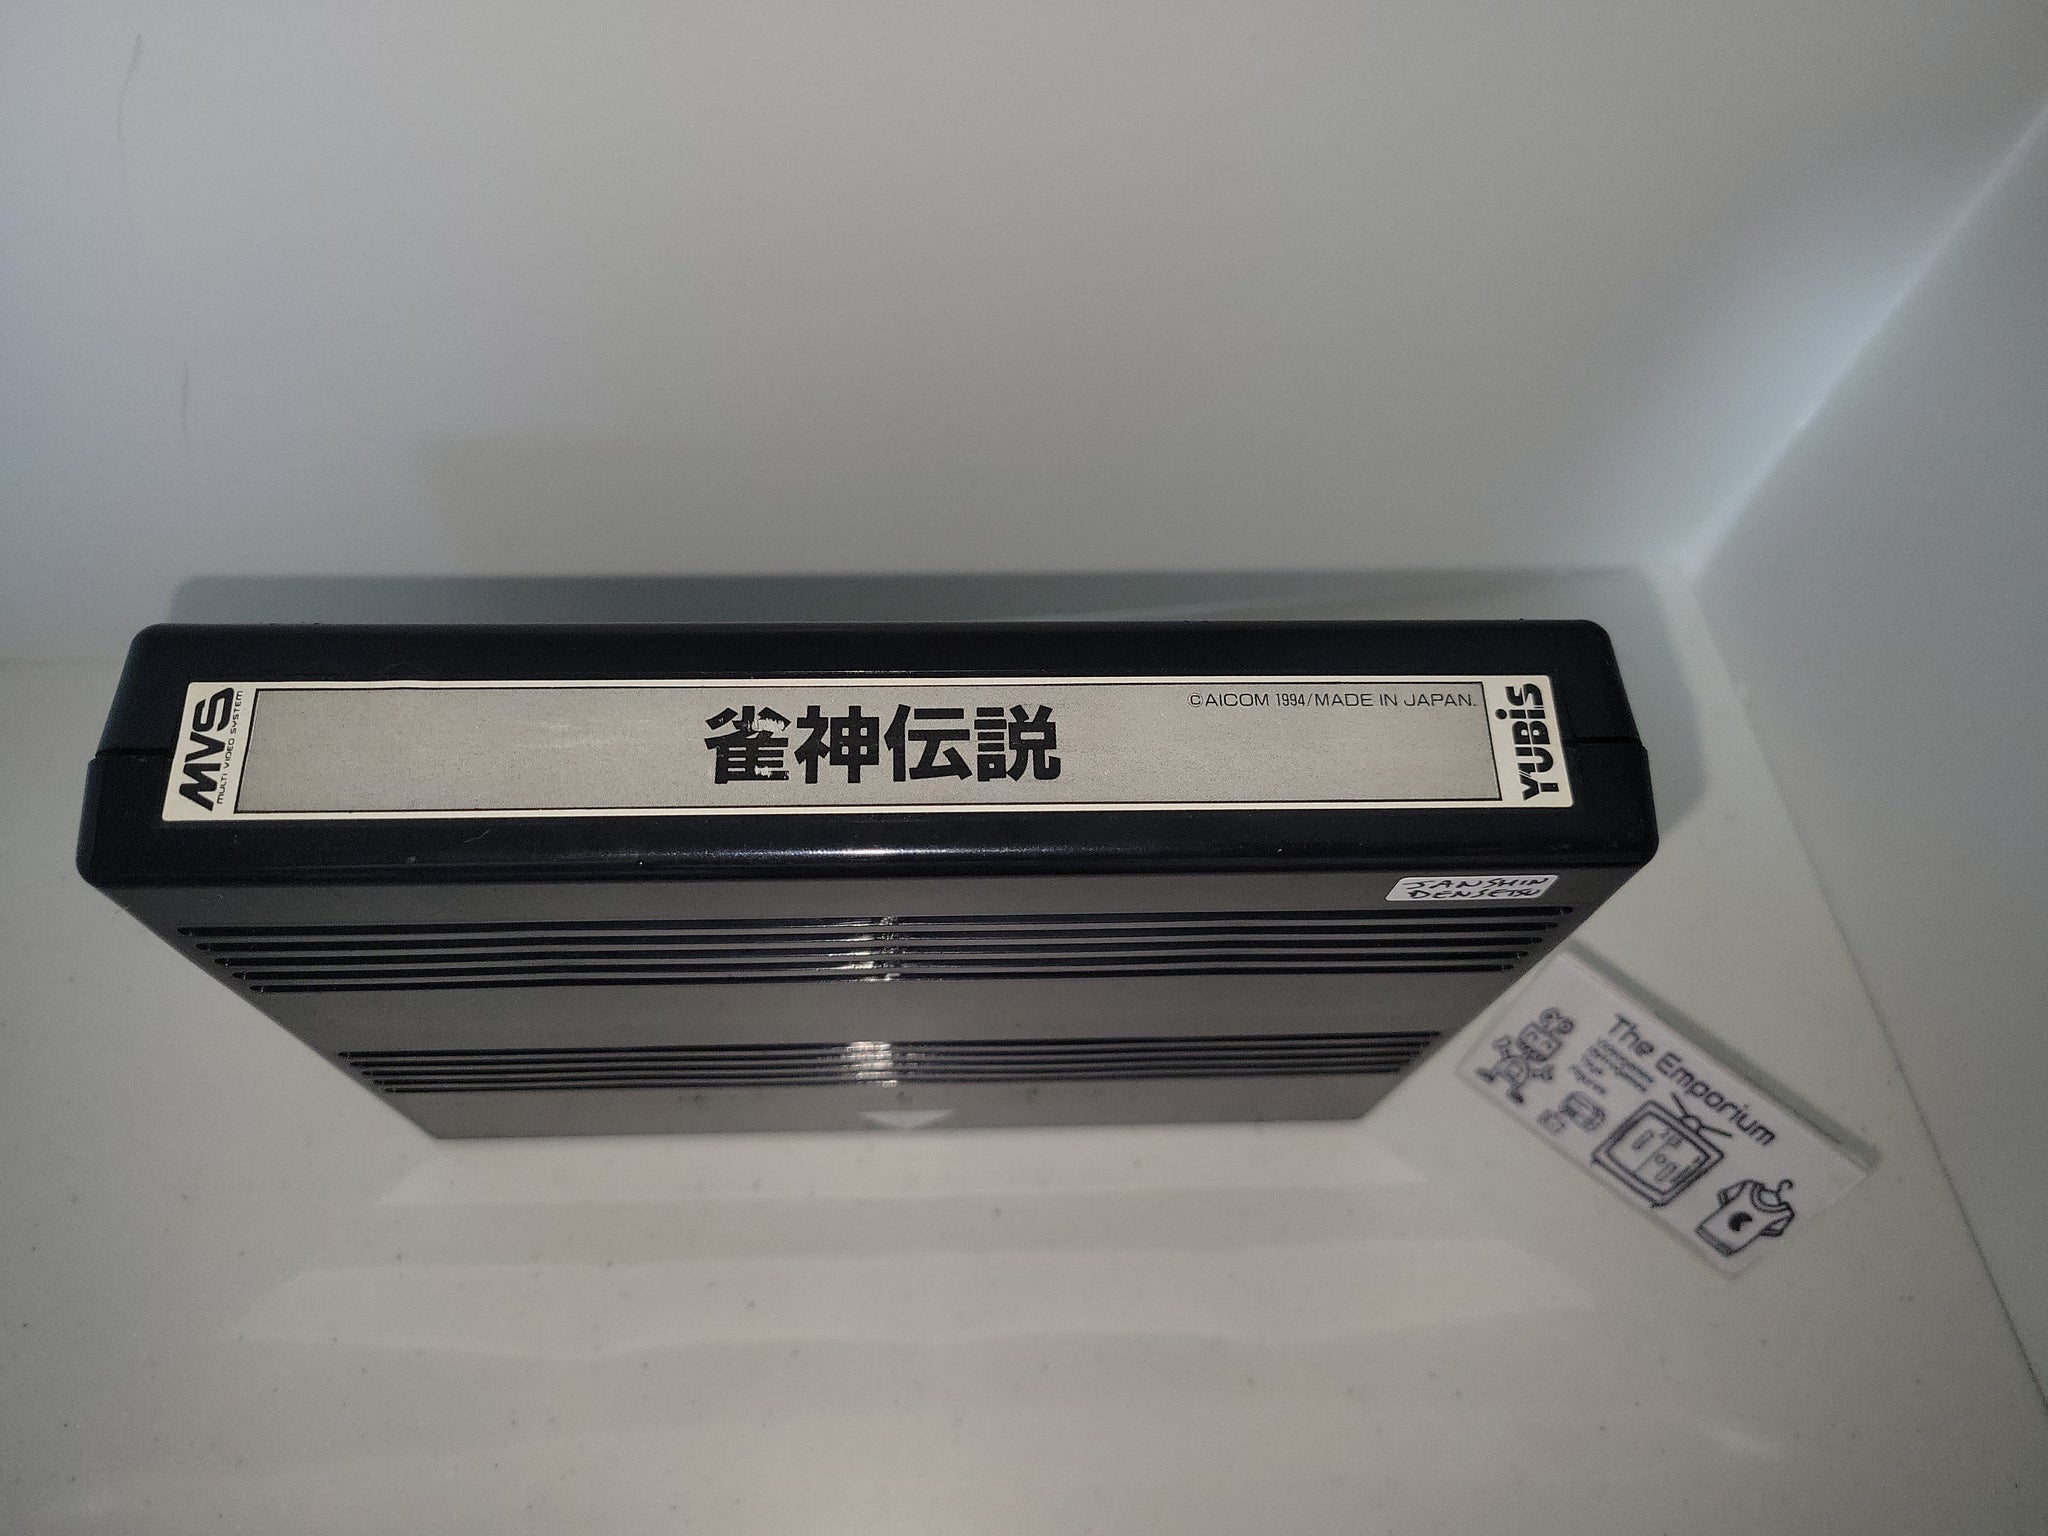 MVS
MULTI VIDEO SYSTEM
雀神伝説
©AICOM 1994/MADE IN JAPAN.
YUBIS
JANSHIN
DENSETSU
The Emporium